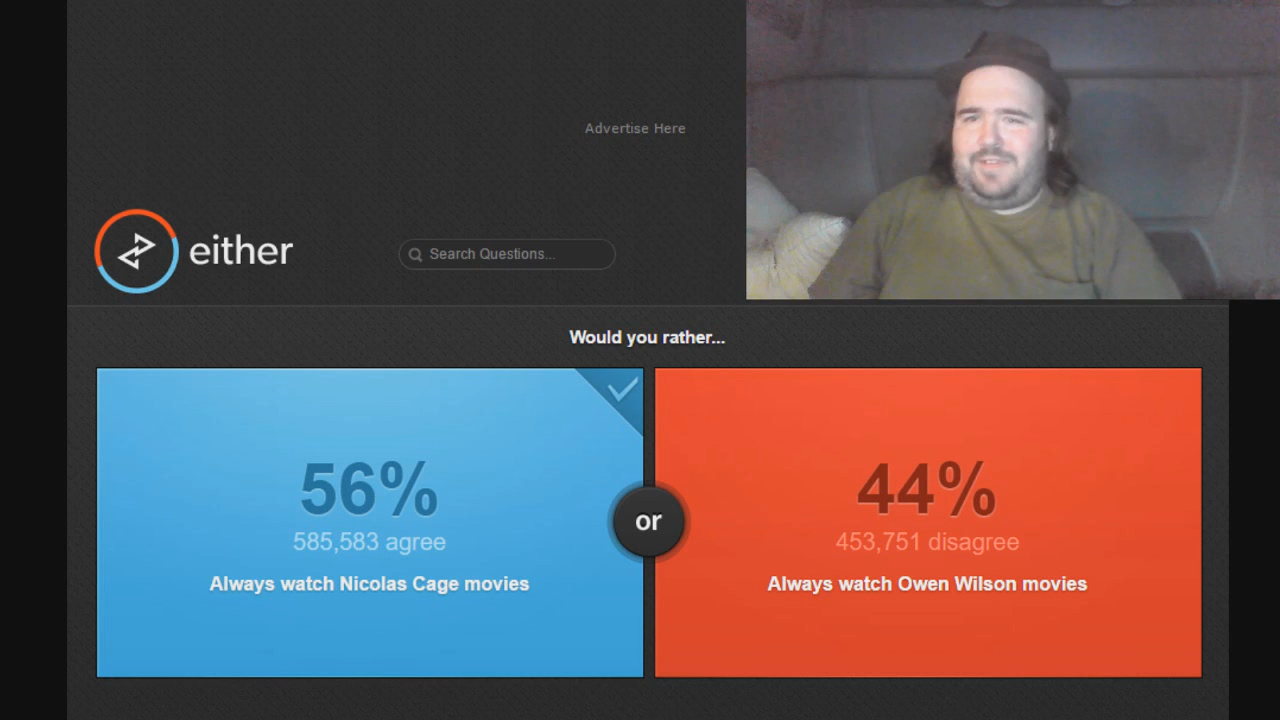 Advertise Here
either
Search Questions...
Would you rather...
56%
585,583 agree
Always watch Nicolas Cage movies
or
44%
453,751 disagree
Always watch Owen Wilson movies